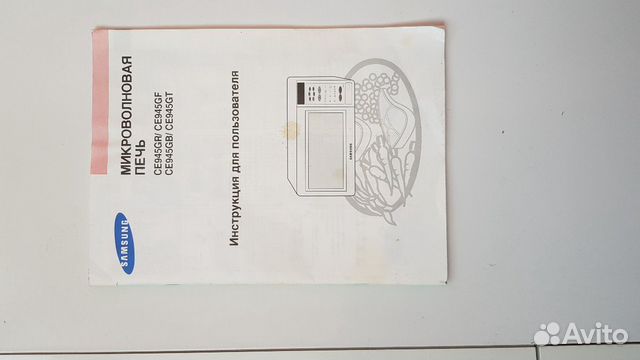 МИКРОВОЛНОВАЯ
ПЕЧЬ
CE945GR/ CE945GF
CE945GB/ CE945GT
Инструкция для пользователя
SAMSUNG
SAMSUNG
Avito